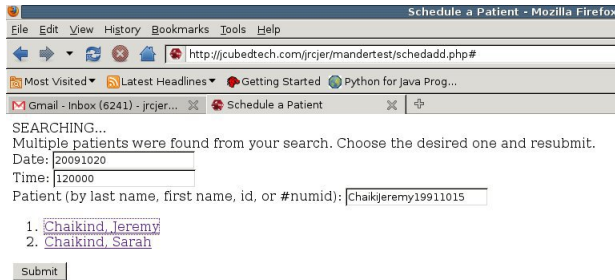 Schedule a Patient - Mozilla Firefox
File Edit View History Bookmarks Tools Help
http://jcubedtech.com/jrcjer/mandertest/schedadd.php#
Most Visited Latest Headlines Getting Started Python for Java Prog...
Gmail - Inbox (6241) - jrcjer... Schedule a Patient
SEARCHING...
Multiple patients were found from your search. Choose the desired one and resubmit.
Date: 20091020
Time: 120000
Patient (by last name, first name, id, or #numid): ChaikiJeremy19911015
1. Chaikind, Jeremy
2. Chaikind, Sarah
Submit